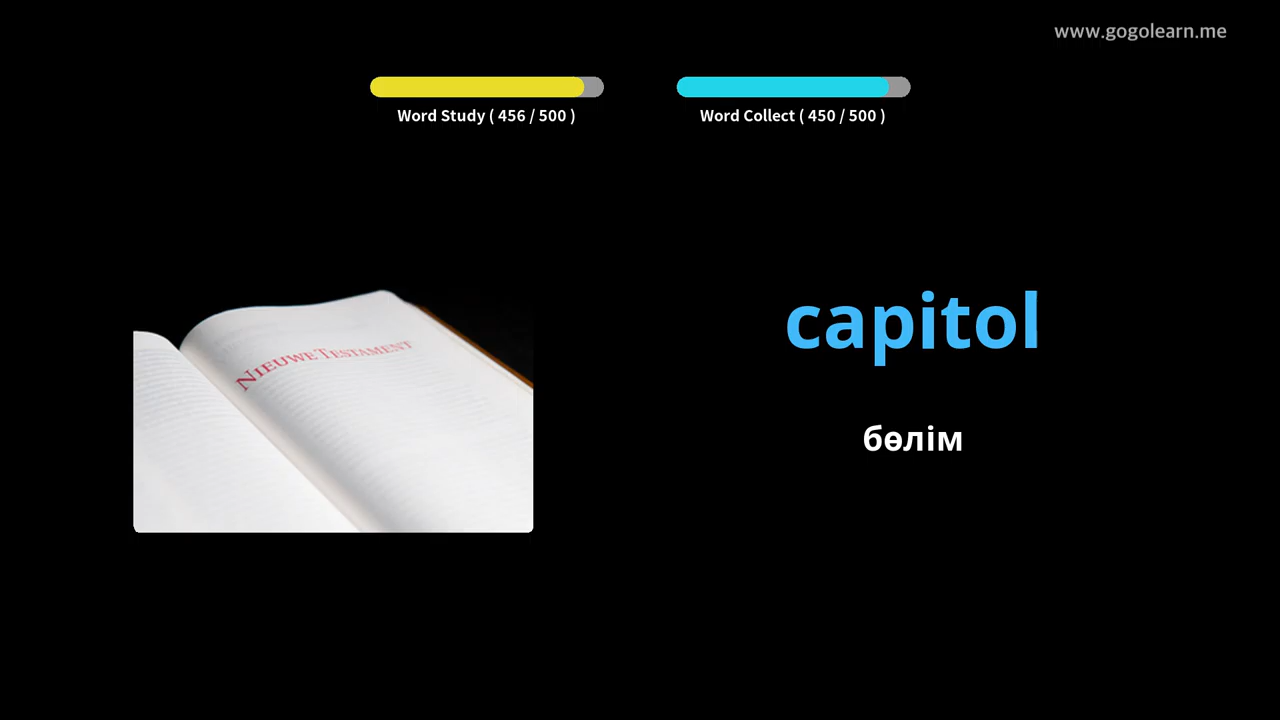 www.gogolearn.me
Word Study ( 456 / 500 )
Word Collect ( 450 / 500 )
NIEUWE TESTAMENT
capitol
бөлім